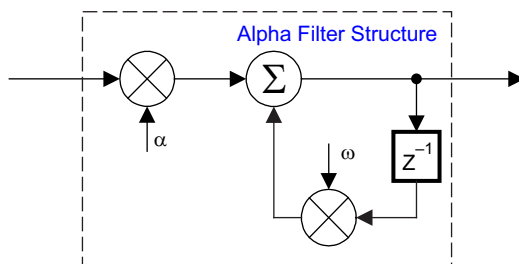 Alpha Filter Structure
Σ
α
ω
Z⁻¹